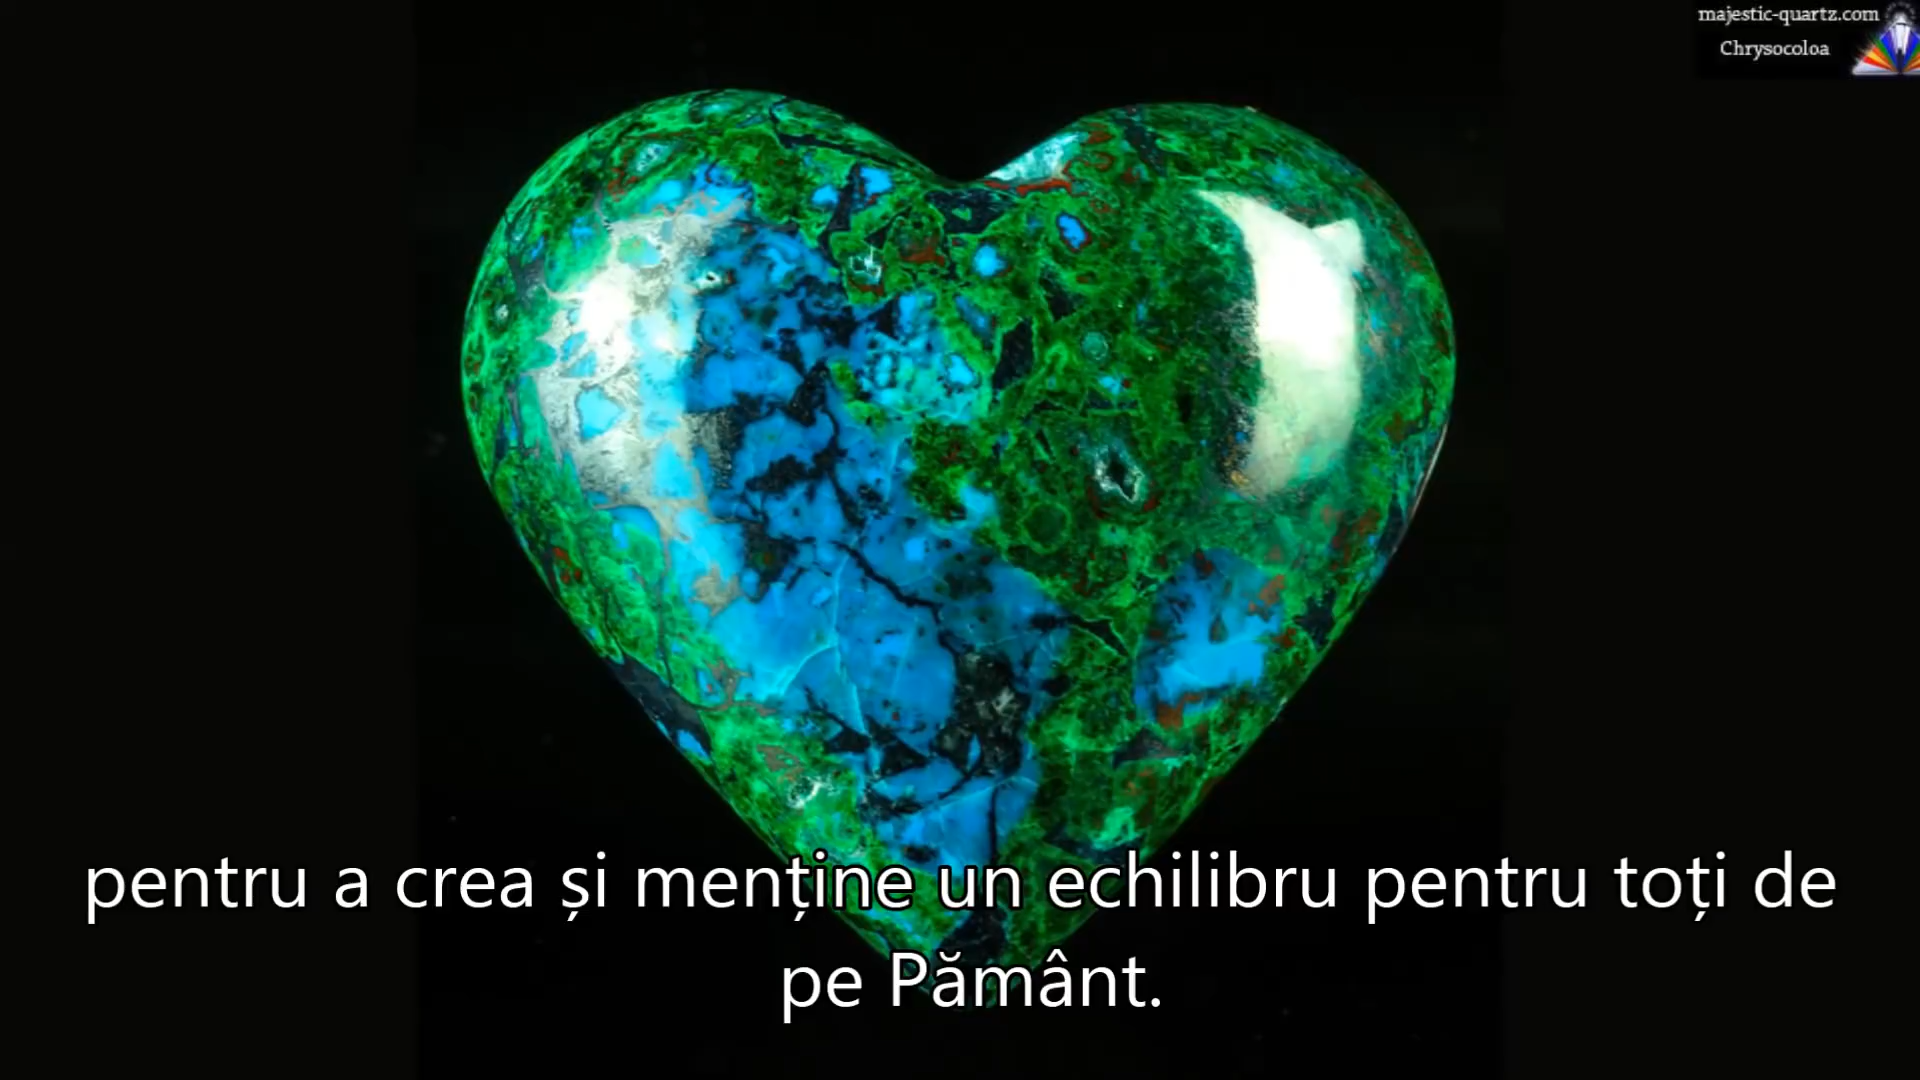 majestic-quartz.com
Chrysocoloa
pentru a crea și menține un echilibru pentru toți de
pe Pământ.